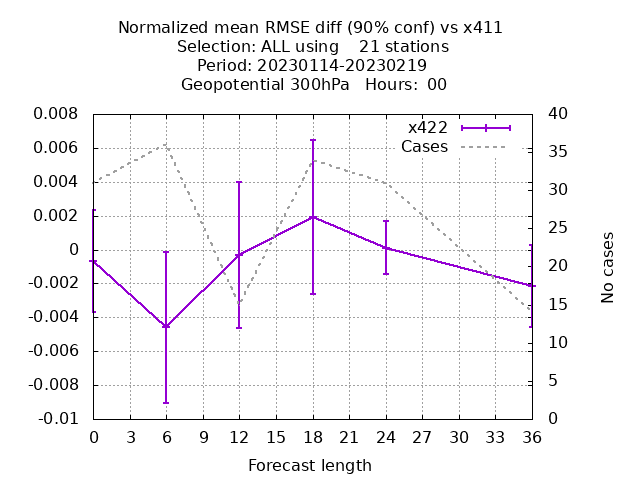 Normalized mean RMSE diff (90% conf) vs x411
Selection: ALL using    21 stations
Period: 20230114-20230219
Geopotential 300hPa   Hours:  00
x422
Cases
0.008
0.006
0.004
0.002
0
-0.002
-0.004
-0.006
-0.008
-0.01
40
35
30
25
20
15
10
5
0
No cases
0 3 6 9 12 15 18 21 24 27 30 33 36
Forecast length